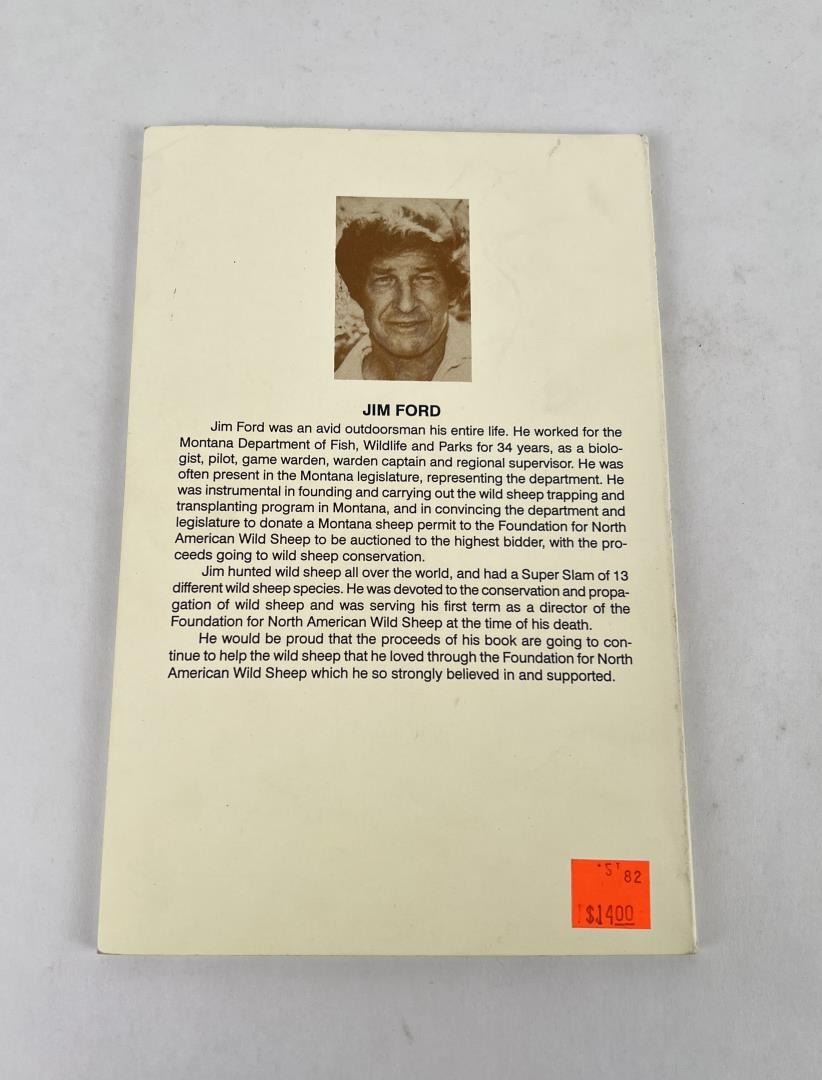 JIM FORD
Jim Ford was an avid outdoorsman his entire life. He worked for the
Montana Department of Fish, Wildlife and Parks for 34 years, as a biolo-
gist, pilot, game warden, warden captain and regional supervisor. He was
often present in the Montana legislature, representing the department. He
was instrumental in founding and carrying out the wild sheep trapping and
transplanting program in Montana, and in convincing the department and
legislature to donate a Montana sheep permit to the Foundation for North
American Wild Sheep to be auctioned to the highest bidder, with the pro-
ceeds going to wild sheep conservation.
Jim hunted wild sheep all over the world, and had a Super Slam of 13
different wild sheep species. He was devoted to the conservation and propa-
gation of wild sheep and was serving his first term as a director of the
Foundation for North American Wild Sheep at the time of his death.
He would be proud that the proceeds of his book are going to con-
tinue to help the wild sheep that he loved through the Foundation for North
American Wild Sheep which he so strongly believed in and supported.
5 T 82
$1400